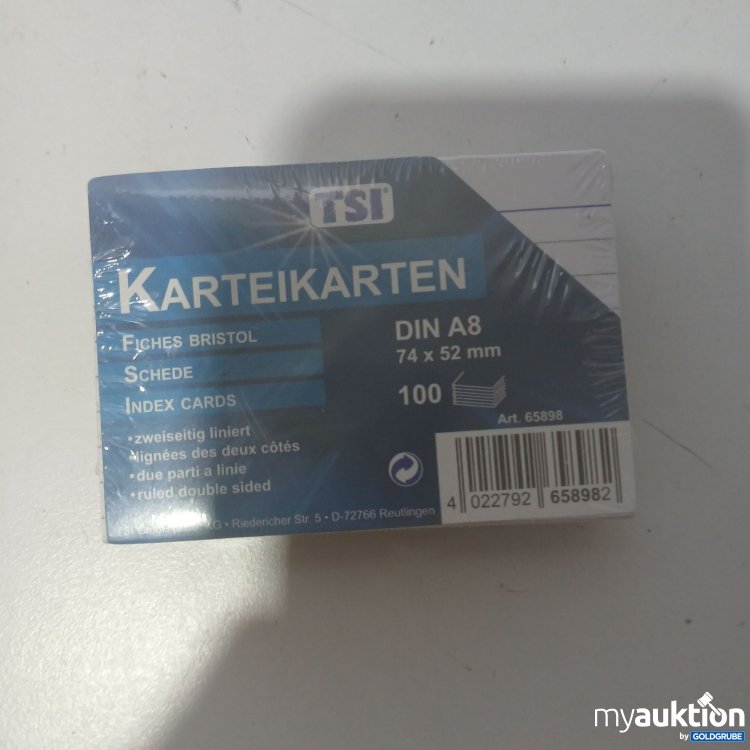 TSI
KARTEIKARTEN
FICHES BRISTOL
SCHEDE
INDEX CARDS
DIN A8
74 x 52 mm
100
Art. 65898
•zweiseitig liniert
•lignées des deux côtés
•due parti a linie
•ruled double sided
KG • Riedericher Str. 5 • D-72766 Reutlingen
4 022792 658982
myauktion
by GOLDGRUBE